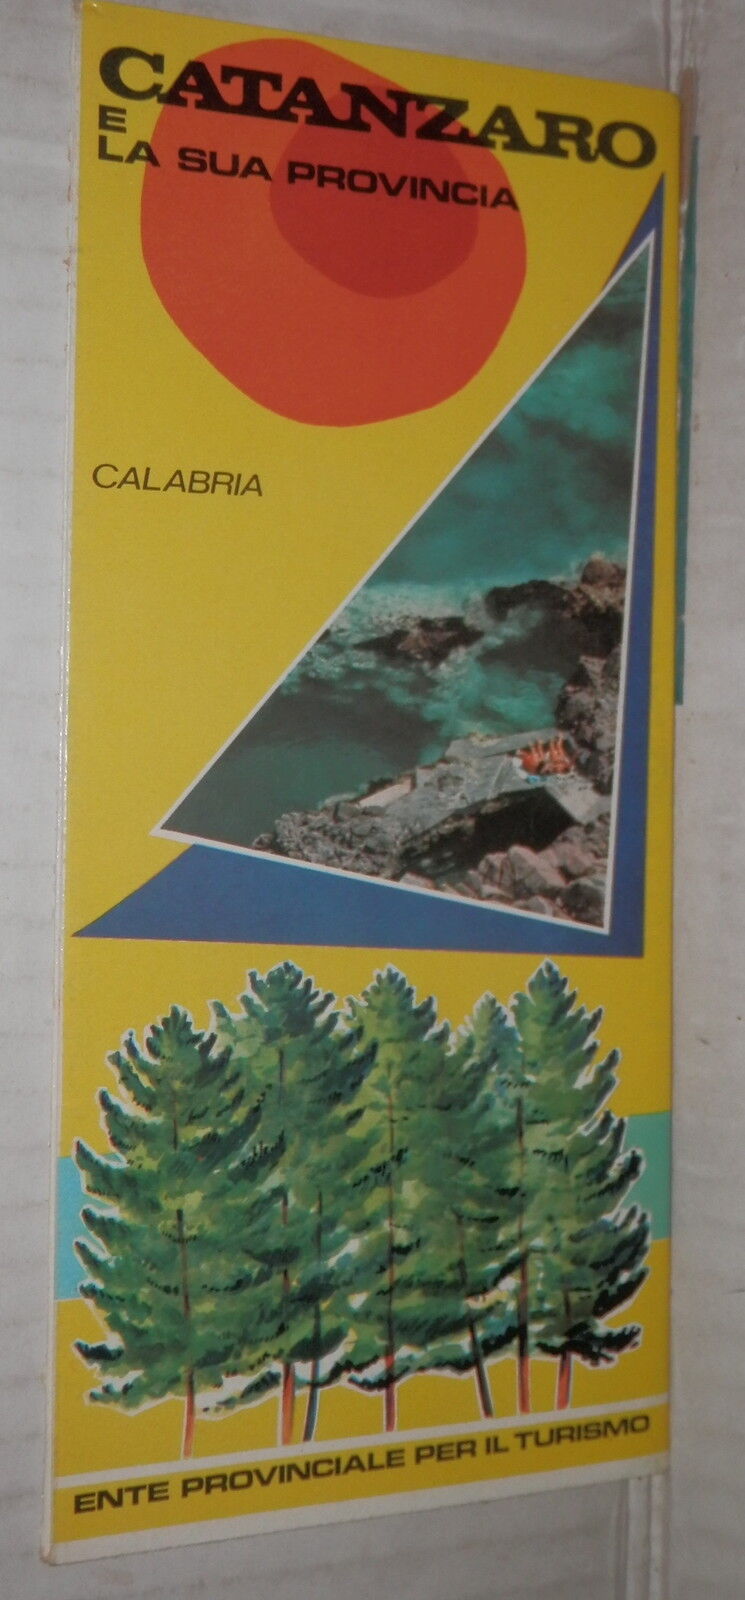 CATANZARO
E
LA SUA PROVINCIA
CALABRIA
ENTE PROVINCIALE PER IL TURISMO